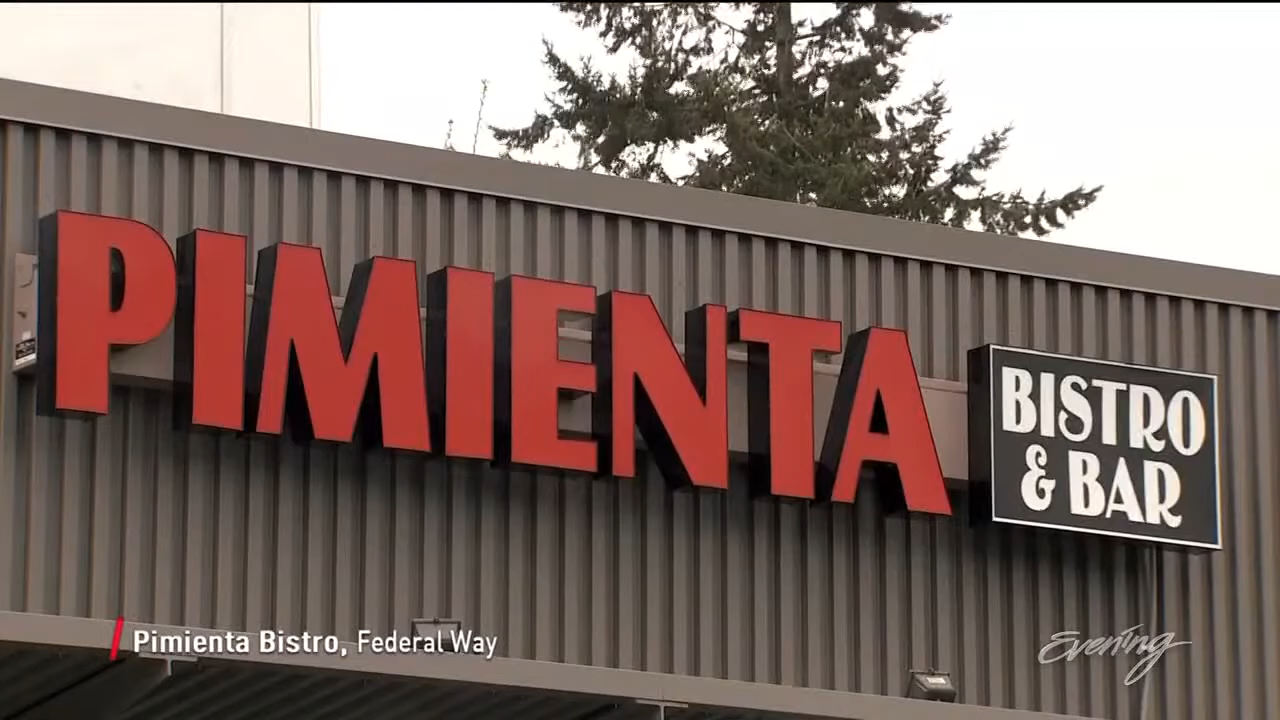 PIMIENTA
BISTRO
& BAR
Pimienta Bistro, Federal Way
Evening